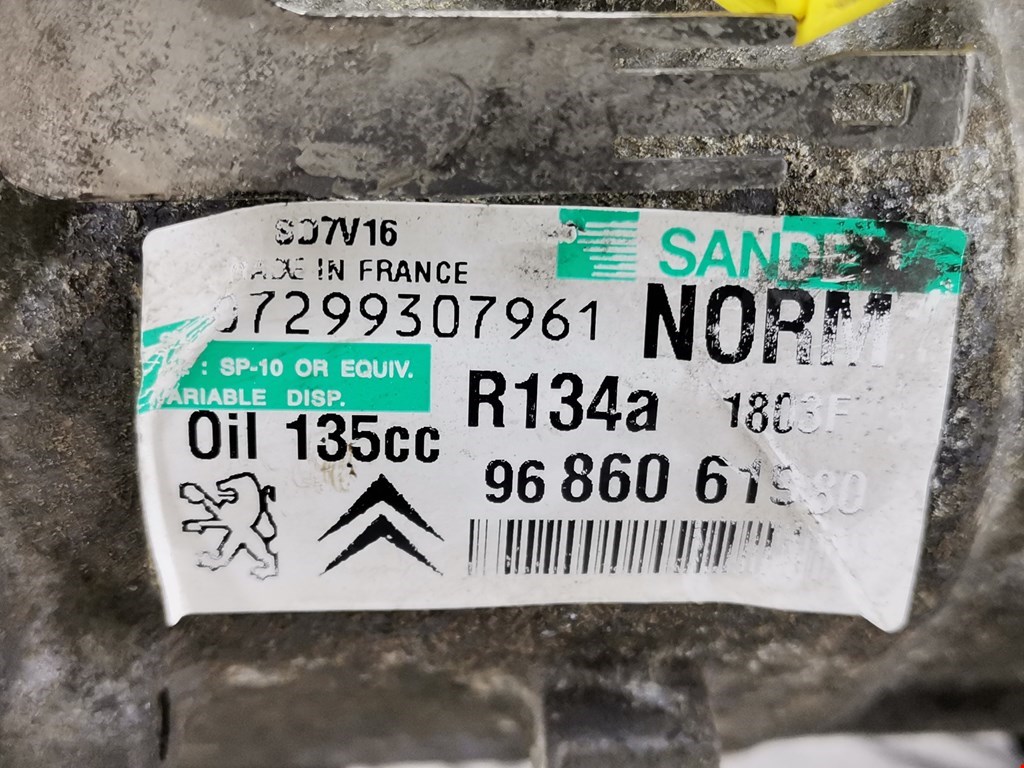 SD7V16
SANDE
MADE IN FRANCE
07299307961
NORM
: SP-10 OR EQUIV.
VARIABLE DISP.
R134a
1803F
Oil 135cc
96 860 619 80